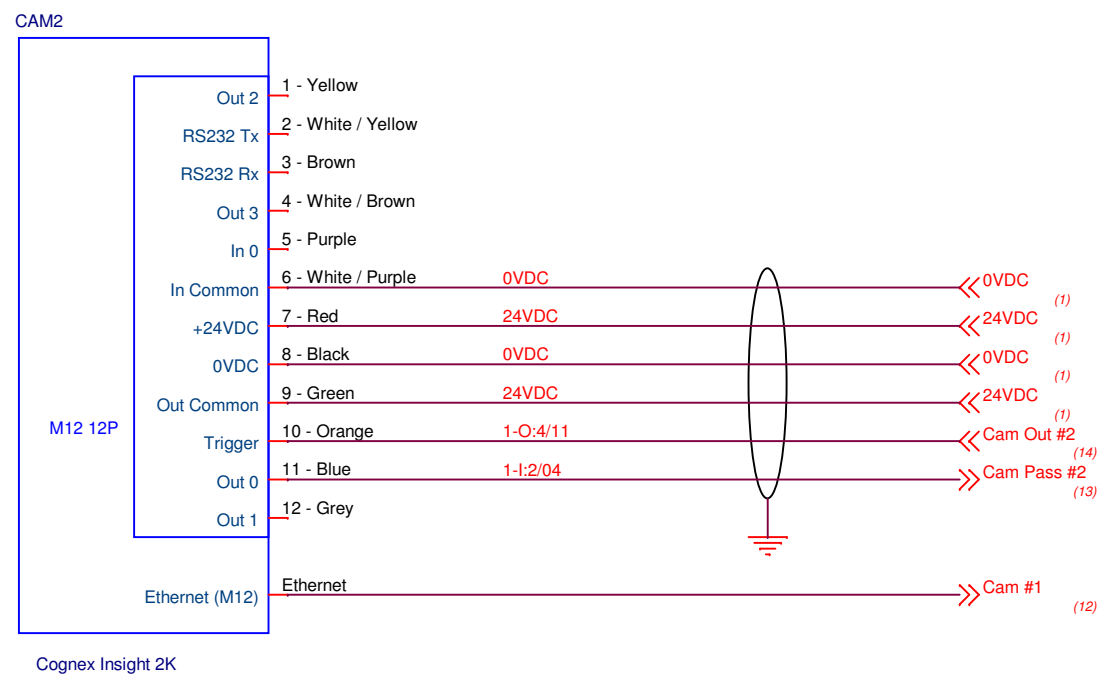 CAM2
1 - Yellow
Out 2
2 - White / Yellow
RS232 Tx
3 - Brown
RS232 Rx
4 - White / Brown
Out 3
5 - Purple
In 0
6 - White / Purple 0VDC 0VDC
In Common (1)
7 - Red 24VDC 24VDC
+24VDC (1)
8 - Black 0VDC 0VDC
0VDC (1)
9 - Green 24VDC 24VDC
Out Common (1)
M12 12P
10 - Orange 1-O:4/11 Cam Out #2
Trigger (14)
11 - Blue 1-I:2/04 Cam Pass #2
Out 0 (13)
12 - Grey
Out 1
Ethernet Cam #1
Ethernet (M12) (12)
Cognex Insight 2K